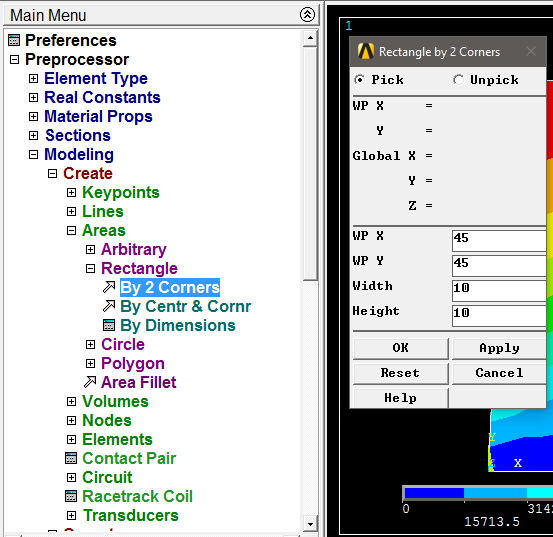 Main Menu
Preferences
Preprocessor
Element Type
Real Constants
Material Props
Sections
Modeling
Create
Keypoints
Lines
Areas
Arbitrary
Rectangle
By 2 Corners
By Centr & Cornr
By Dimensions
Circle
Polygon
Area Fillet
Volumes
Nodes
Elements
Contact Pair
Circuit
Racetrack Coil
Transducers
1
Rectangle by 2 Corners
Pick Unpick
WP X =
Y =
Global X =
Y =
Z =
WP X 45
WP Y 45
Width 10
Height 10
OK Apply
Reset Cancel
Help
Y
X
0 3142
15713.5